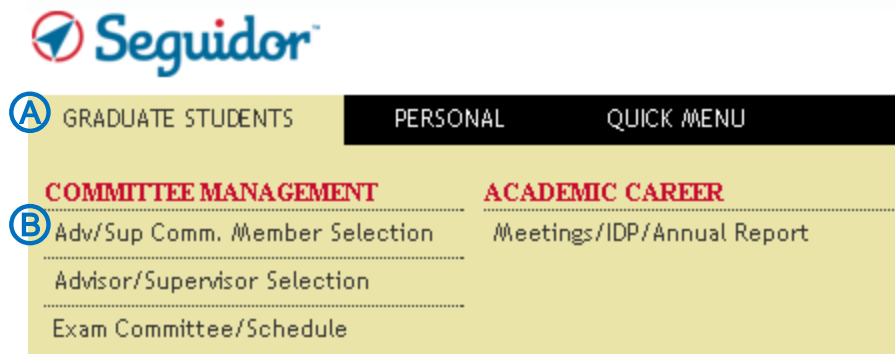 Seguidor
A GRADUATE STUDENTS PERSONAL QUICK MENU
COMMITTEE MANAGEMENT ACADEMIC CAREER
B Adv/Sup Comm. Member Selection Meetings/IDP/Annual Report
Advisor/Supervisor Selection
Exam Committee/Schedule